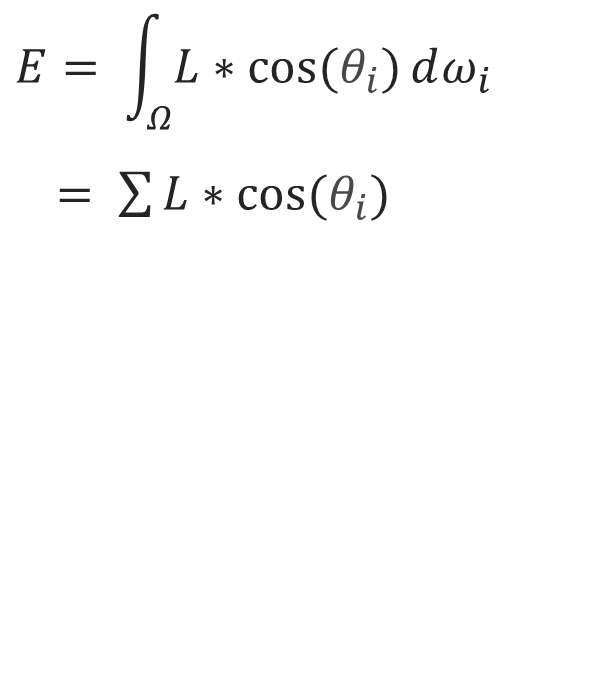 E = ∫_Ω L * cos(θ_i) dω_i
= ∑ L * cos(θ_i)